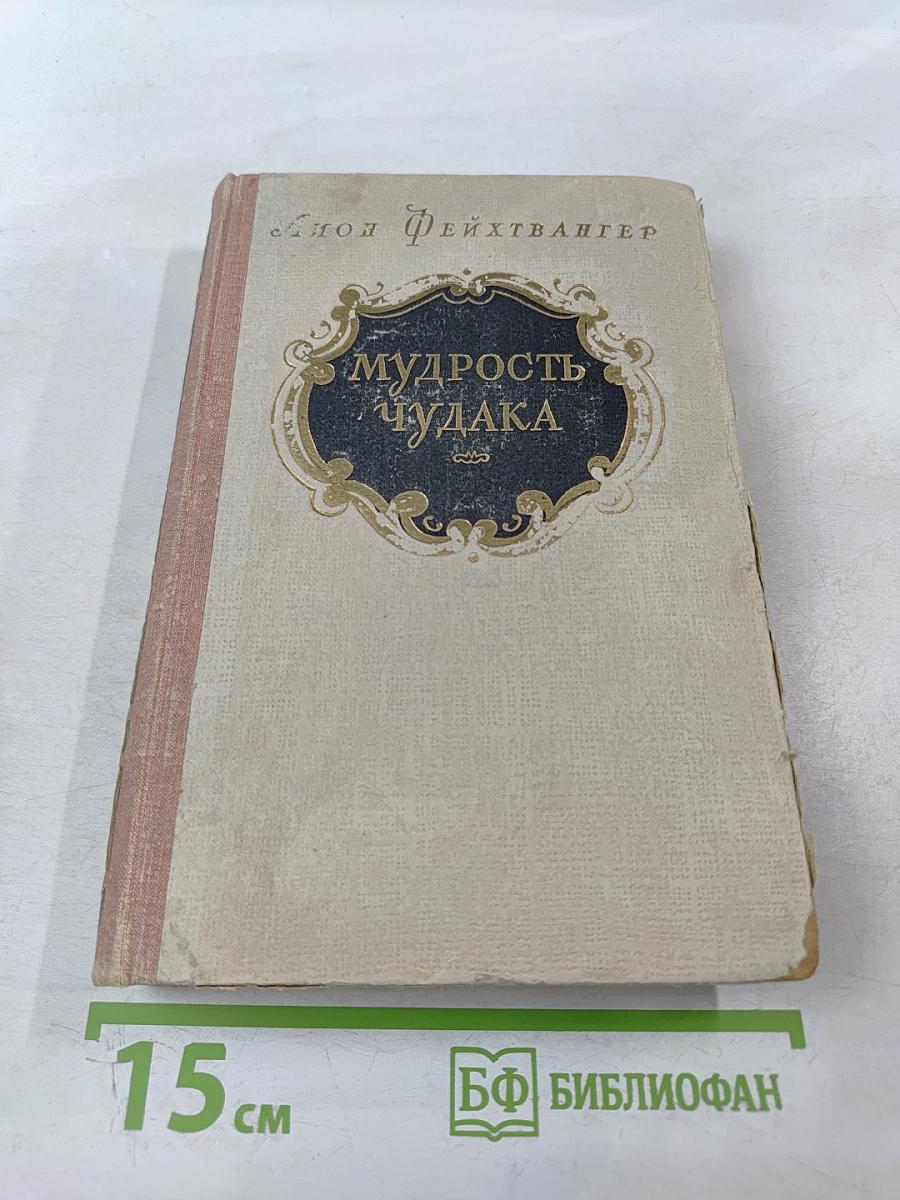 Лион Фейхтвангер
МУДРОСТЬ
ЧУДАКА
15 см
БФ БИБЛИОФАН